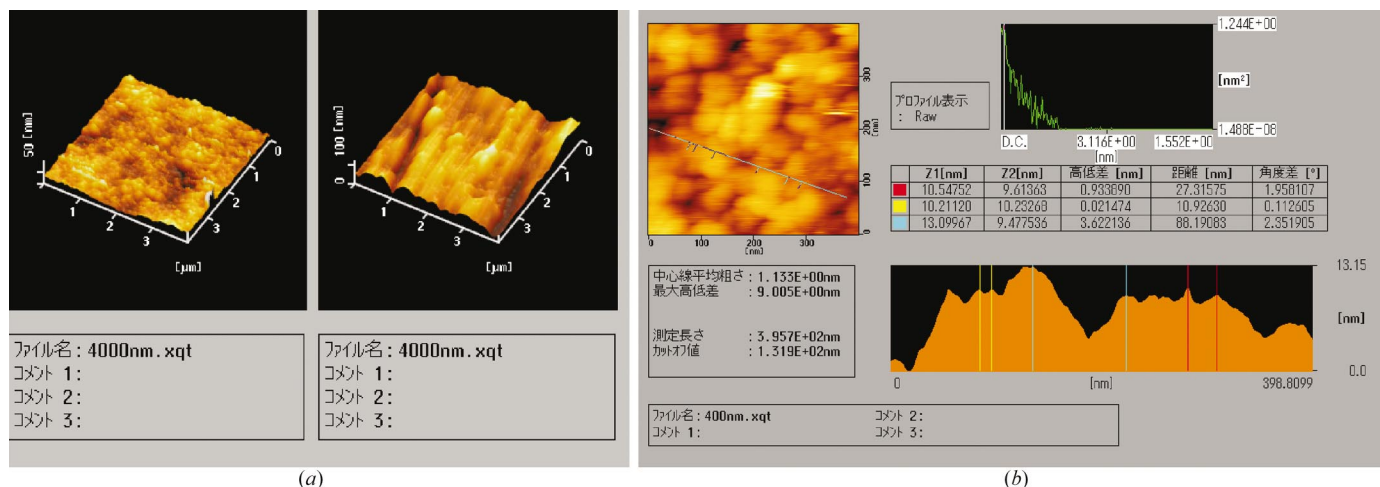 50 [nm]
0
0
1
1
2
2
3
3
[μm]
100 [nm]
0
0
1
1
2
2
3
3
[μm]
ファイル名: 4000nm.xqt
コメント 1:
コメント 2:
コメント 3:
ファイル名: 4000nm.xqt
コメント 1:
コメント 2:
コメント 3:
(a)
300
200
[nm]
100
0
0 100 200 300
[nm]
プロファイル表示
: Raw
1.244E+00
[nm²]
1.488E-08
D.C. 3.116E+00 1.552E+00
[nm]
Z1[nm] Z2[nm] 高低差 [nm] 距離 [nm] 角度差 [°]
10.54752 9.61363 0.933890 27.31575 1.958107
10.21120 10.23268 0.021474 10.92630 0.112605
13.09967 9.477536 3.622136 88.19083 2.351905
中心線平均粗さ: 1.133E+00nm
最大高低差 : 9.005E+00nm
測定長さ : 3.957E+02nm
カットオフ値 : 1.319E+02nm
13.15
[nm]
0.0
0 [nm] 398.8099
ファイル名: 400nm.xqt コメント 2:
コメント 1: コメント 3:
(b)